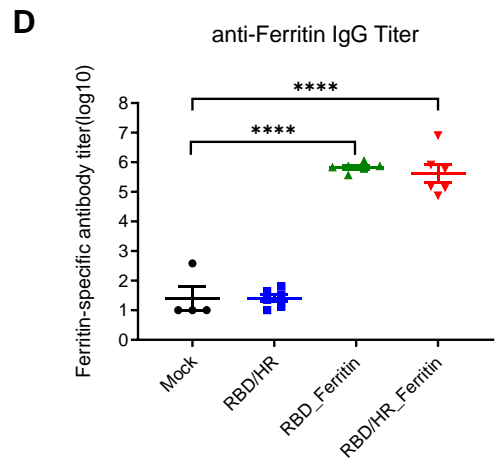 D
anti-Ferritin IgG Titer
Ferritin-specific antibody titer(log10)
****
****
8
7
6
5
4
3
2
1
0
Mock
RBD/HR
RBD_Ferritin
RBD/HR_Ferritin